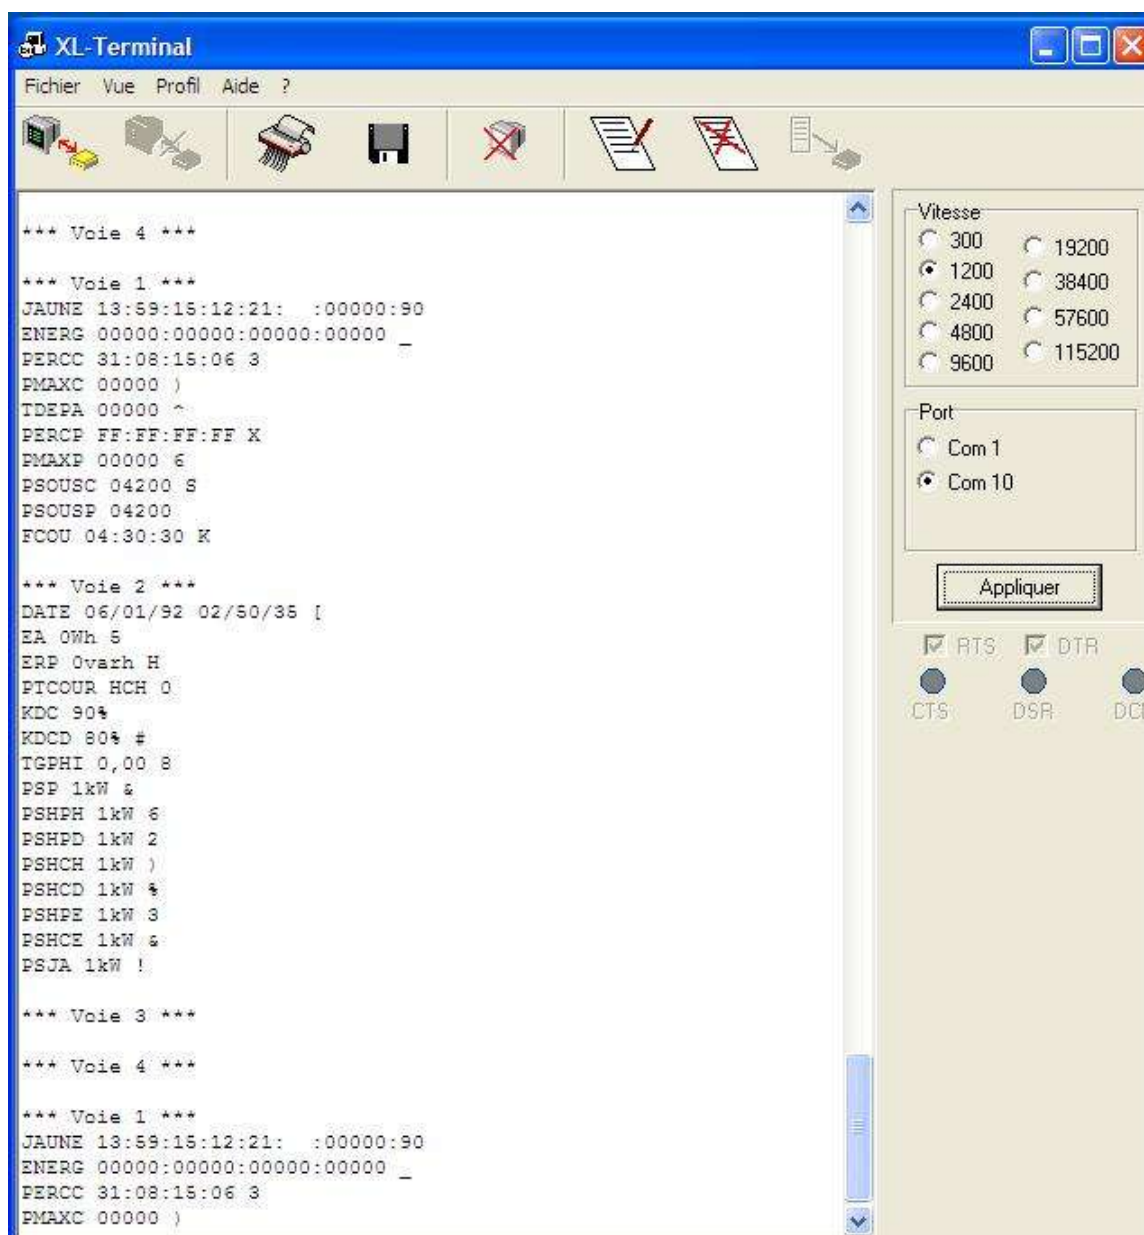 XL-Terminal
Fichier Vue Profil Aide ?
*** Voie 4 ***
*** Voie 1 ***
JAUNE 13:59:15:12:21:  :00000:90
ENERG 00000:00000:00000:00000 _
PERCC 31:08:15:06 3
PMAXC 00000 )
TDEPA 00000 ^
PERCP FF:FF:FF:FF X
PMAXP 00000 6
PSOUSC 04200 S
PSOUSP 04200
FCOU 04:30:30 K
*** Voie 2 ***
DATE 06/01/92 02/50/35 [
EA 0Wh 5
ERP 0varh H
PTCOUR HCH 0
KDC 90%
KDCD 80% #
TGPHI 0,00 8
PSP 1kW &
PSHPH 1kW 6
PSHPD 1kW 2
PSHCH 1kW )
PSHCD 1kW %
PSHPE 1kW 3
PSHCE 1kW &
PSJA 1kW !
*** Voie 3 ***
*** Voie 4 ***
*** Voie 1 ***
JAUNE 13:59:15:12:21:  :00000:90
ENERG 00000:00000:00000:00000 _
PERCC 31:08:15:06 3
PMAXC 00000 )
Vitesse
300 19200
1200 38400
2400 57600
4800 115200
9600
Port
Com 1
Com 10
Appliquer
RTS DTR
CTS DSR